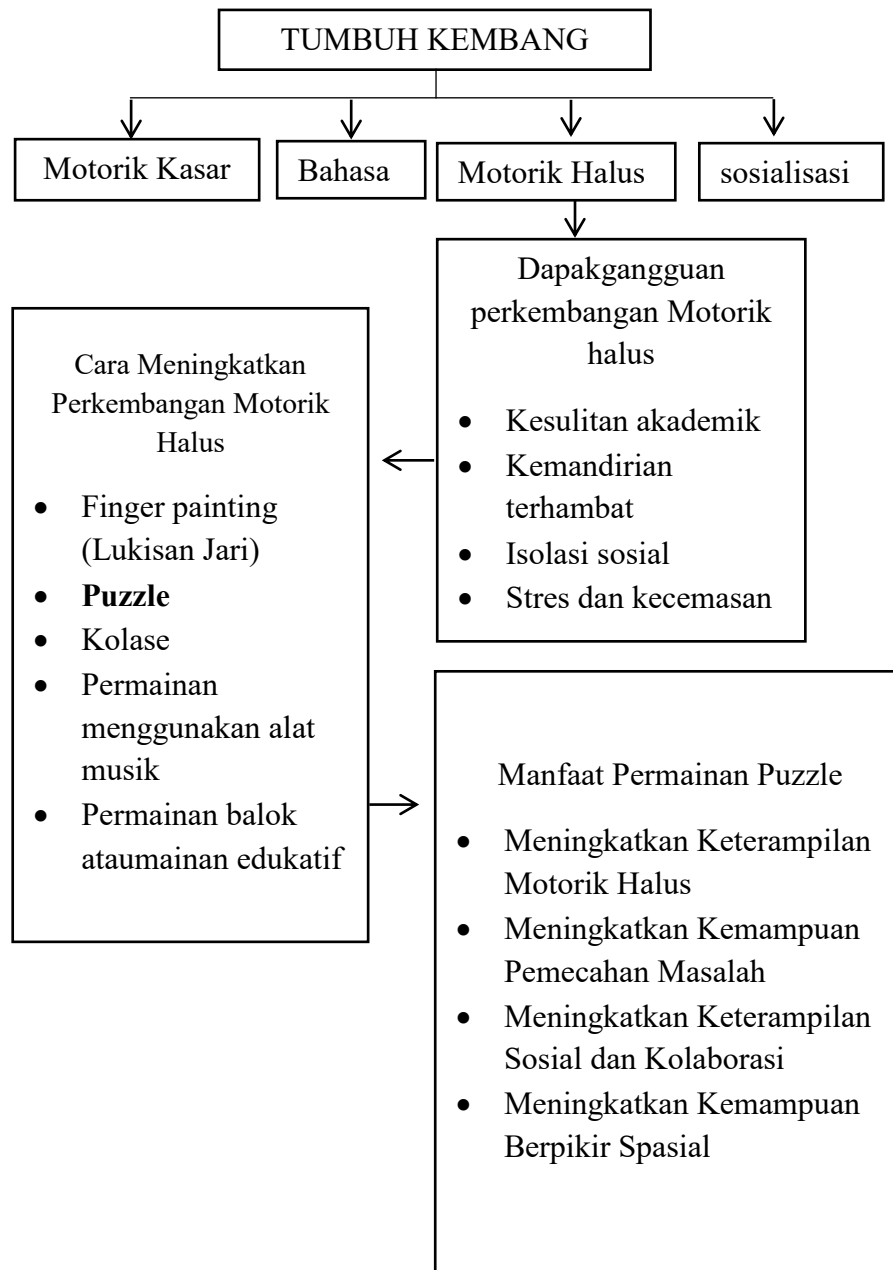 TUMBUH KEMBANG
Motorik Kasar
Bahasa
Motorik Halus
sosialisasi
Dapakgangguan
perkembangan Motorik
halus
• Kesulitan akademik
• Kemandirian
terhambat
• Isolasi sosial
• Stres dan kecemasan
Cara Meningkatkan
Perkembangan Motorik
Halus
• Finger painting
(Lukisan Jari)
• Puzzle
• Kolase
• Permainan
menggunakan alat
musik
• Permainan balok
ataumainan edukatif
Manfaat Permainan Puzzle
• Meningkatkan Keterampilan
Motorik Halus
• Meningkatkan Kemampuan
Pemecahan Masalah
• Meningkatkan Keterampilan
Sosial dan Kolaborasi
• Meningkatkan Kemampuan
Berpikir Spasial